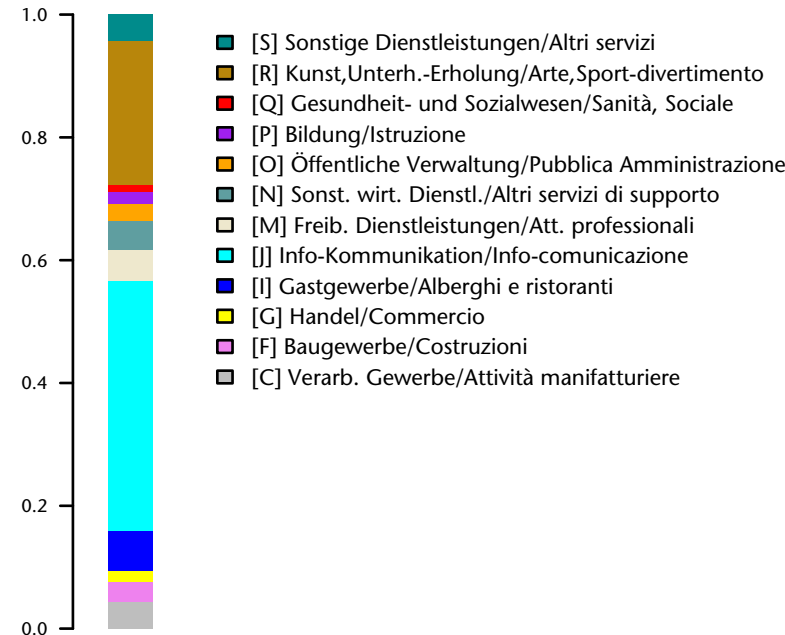 1.0
0.8
0.6
0.4
0.2
0.0
[S] Sonstige Dienstleistungen/Altri servizi
[R] Kunst,Unterh.-Erholung/Arte,Sport-divertimento
[Q] Gesundheit- und Sozialwesen/Sanità, Sociale
[P] Bildung/Istruzione
[O] Öffentliche Verwaltung/Pubblica Amministrazione
[N] Sonst. wirt. Dienstl./Altri servizi di supporto
[M] Freib. Dienstleistungen/Att. professionali
[J] Info-Kommunikation/Info-comunicazione
[I] Gastgewerbe/Alberghi e ristoranti
[G] Handel/Commercio
[F] Baugewerbe/Costruzioni
[C] Verarb. Gewerbe/Attività manifatturiere